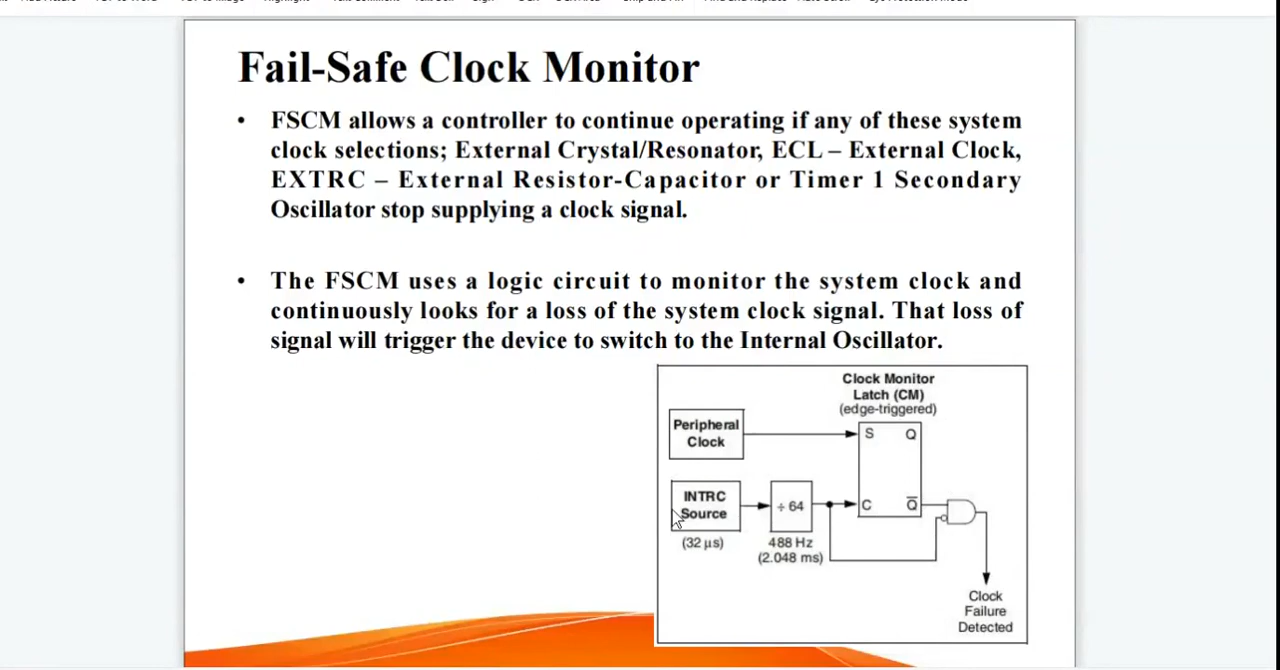 Fail-Safe Clock Monitor
• FSCM allows a controller to continue operating if any of these system
clock selections; External Crystal/Resonator, ECL – External Clock,
EXTRC – External Resistor-Capacitor or Timer 1 Secondary
Oscillator stop supplying a clock signal.
• The FSCM uses a logic circuit to monitor the system clock and
continuously looks for a loss of the system clock signal. That loss of
signal will trigger the device to switch to the Internal Oscillator.
Clock Monitor
Latch (CM)
(edge-triggered)
Peripheral
Clock
S Q
INTRC
Source
(32 µs)
÷ 64
488 Hz
(2.048 ms)
C Q̅
Clock
Failure
Detected